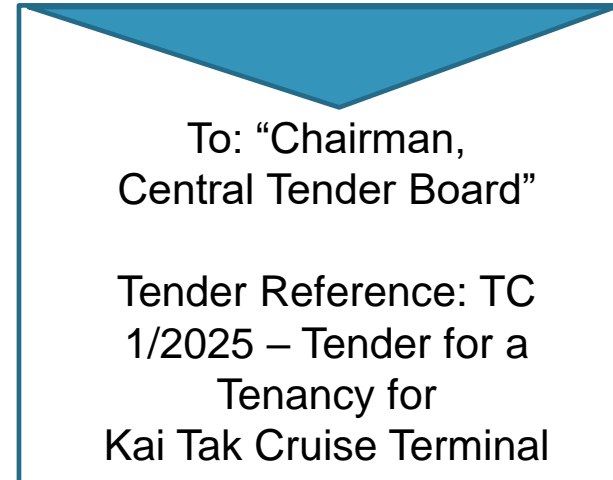 To: “Chairman,
Central Tender Board”
Tender Reference: TC
1/2025 – Tender for a
Tenancy for
Kai Tak Cruise Terminal